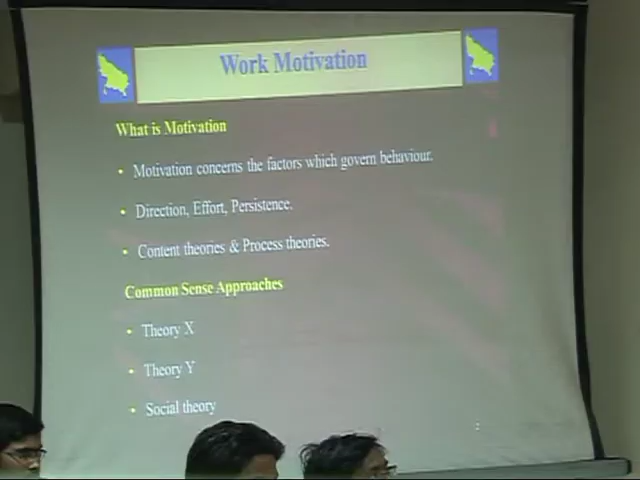 Work Motivation
What is Motivation
• Motivation concerns the factors which govern behaviour.
• Direction, Effort, Persistence.
• Content theories & Process theories.
Common Sense Approaches
• Theory X
• Theory Y
• Social theory